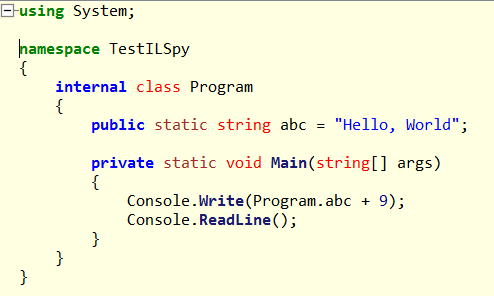 using System;
namespace TestILSpy
{
internal class Program
{
public static string abc = "Hello, World";
private static void Main(string[] args)
{
Console.Write(Program.abc + 9);
Console.ReadLine();
}
}
}